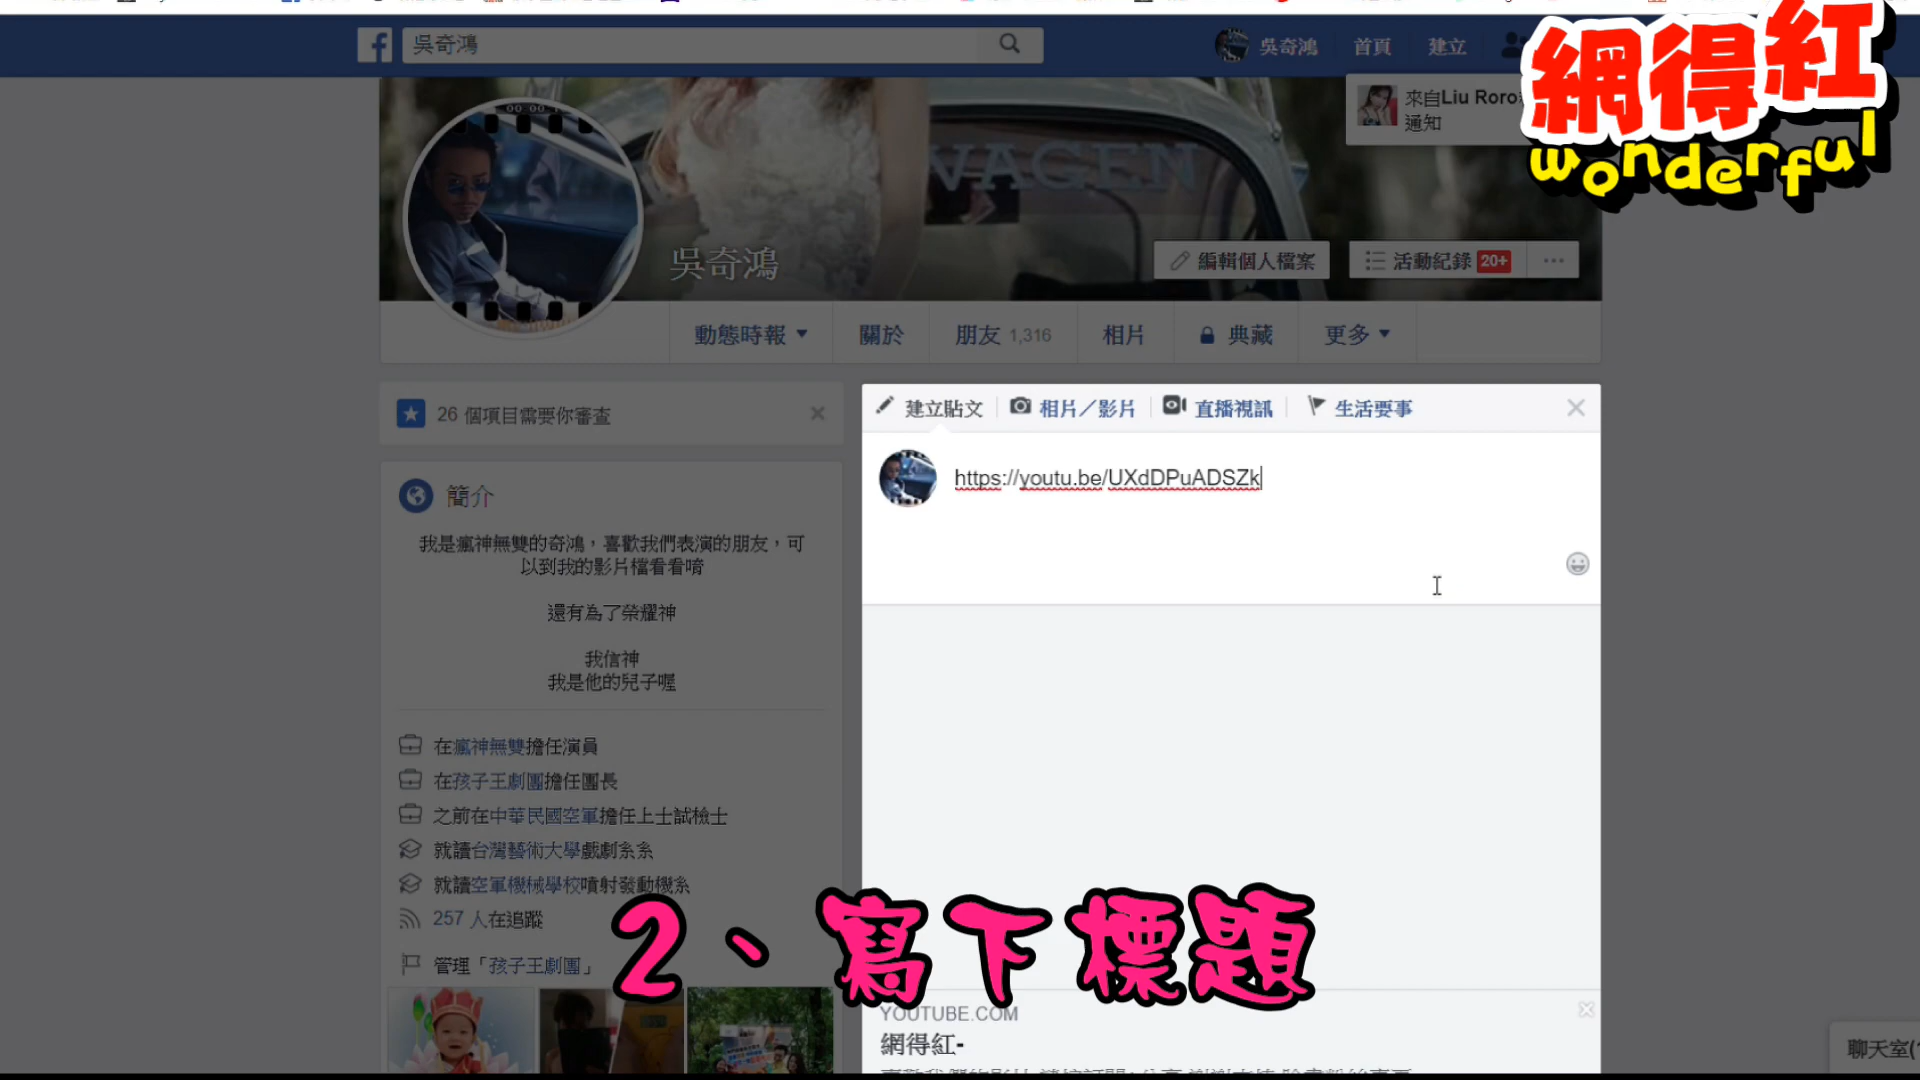 吳奇鴻
吳奇鴻 首頁 建立
網得紅
wonderful
來自Liu Roro
通知
00 00
WAGEN
吳奇鴻
編輯個人檔案
活動紀錄 20+
動態時報 關於 朋友 1,316 相片 典藏 更多
26 個項目需要你審查
建立貼文 相片／影片 直播視訊 生活要事
https://youtu.be/UXdDPuADSZk
簡介
我是瘋神無雙的奇鴻，喜歡我們表演的朋友，可
以到我的影片檔看看唷
還有為了榮耀神
我信神
我是他的兒子喔
在瘋神無雙擔任演員
在孩子王劇團擔任團長
之前在中華民國空軍擔任上士試檢士
就讀台灣藝術大學戲劇系系
就讀空軍機械學校噴射發動機系
257 人在追蹤
管理「孩子王劇團」
2、寫下標題
YOUTUBE.COM
網得紅-
聊天室(